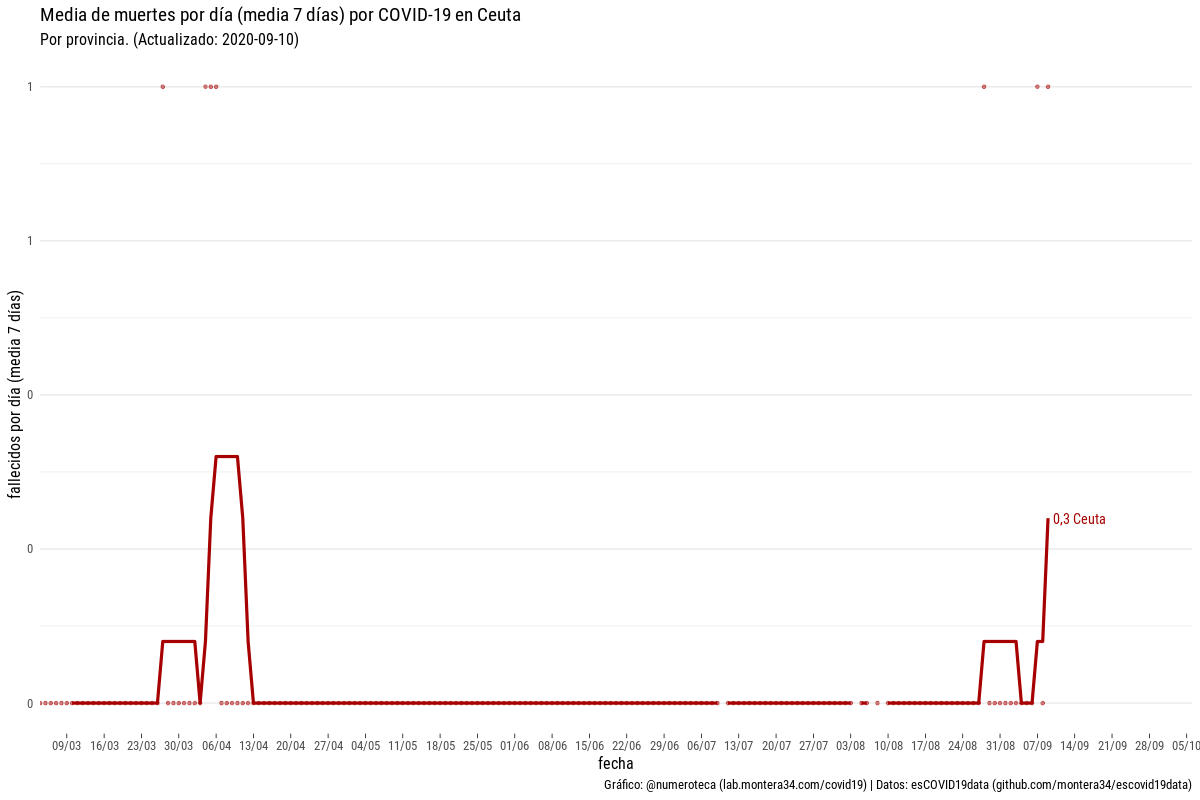 Media de muertes por día (media 7 días) por COVID-19 en Ceuta
Por provincia. (Actualizado: 2020-09-10)
fallecidos por día (media 7 días)
1
1
0
0
0
0,3 Ceuta
09/03 16/03 23/03 30/03 06/04 13/04 20/04 27/04 04/05 11/05 18/05 25/05 01/06 08/06 15/06 22/06 29/06 06/07 13/07 20/07 27/07 03/08 10/08 17/08 24/08 31/08 07/09 14/09 21/09 28/09 05/10
fecha
Gráfico: @numeroteca (lab.montera34.com/covid19) | Datos: esCOVID19data (github.com/montera34/escovid19data)